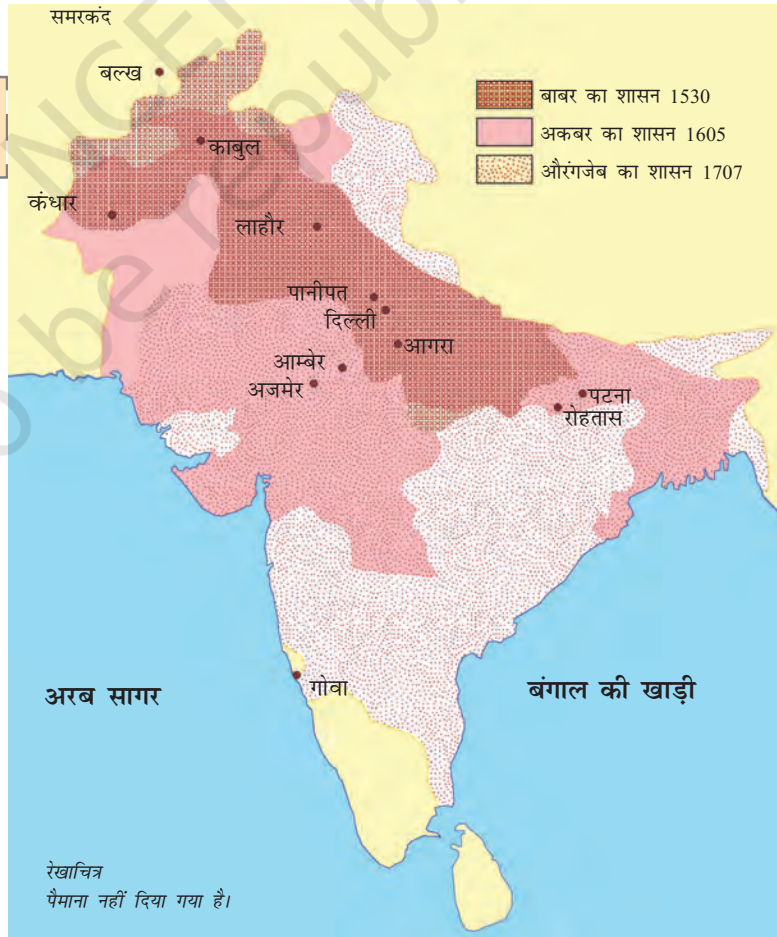 समरकंद
बल्ख
बाबर का शासन 1530
अकबर का शासन 1605
औरंगजेब का शासन 1707
काबुल
कंधार
लाहौर
पानीपत
दिल्ली
आगरा
आम्बेर
अजमेर
पटना
रोहतास
गोवा
अरब सागर
बंगाल की खाड़ी
रेखाचित्र
पैमाना नहीं दिया गया है।